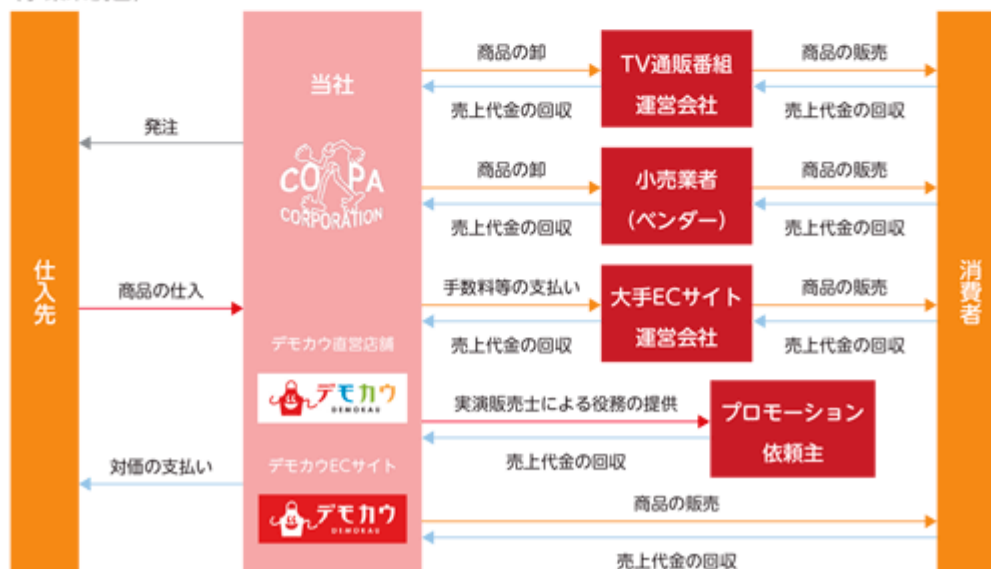 仕入先
発注
商品の仕入
対価の支払い
当社
COPA
CORPORATION
デモカウ直営店舗
デモカウ
DEMOKAU
デモカウECサイト
デモカウ
DEMOKAU
商品の卸
売上代金の回収
TV通販番組
運営会社
商品の販売
売上代金の回収
商品の卸
売上代金の回収
小売業者
(ベンダー)
商品の販売
売上代金の回収
手数料等の支払い
売上代金の回収
大手ECサイト
運営会社
商品の販売
売上代金の回収
実演販売士による役務の提供
売上代金の回収
プロモーション
依頼主
商品の販売
売上代金の回収
消費者